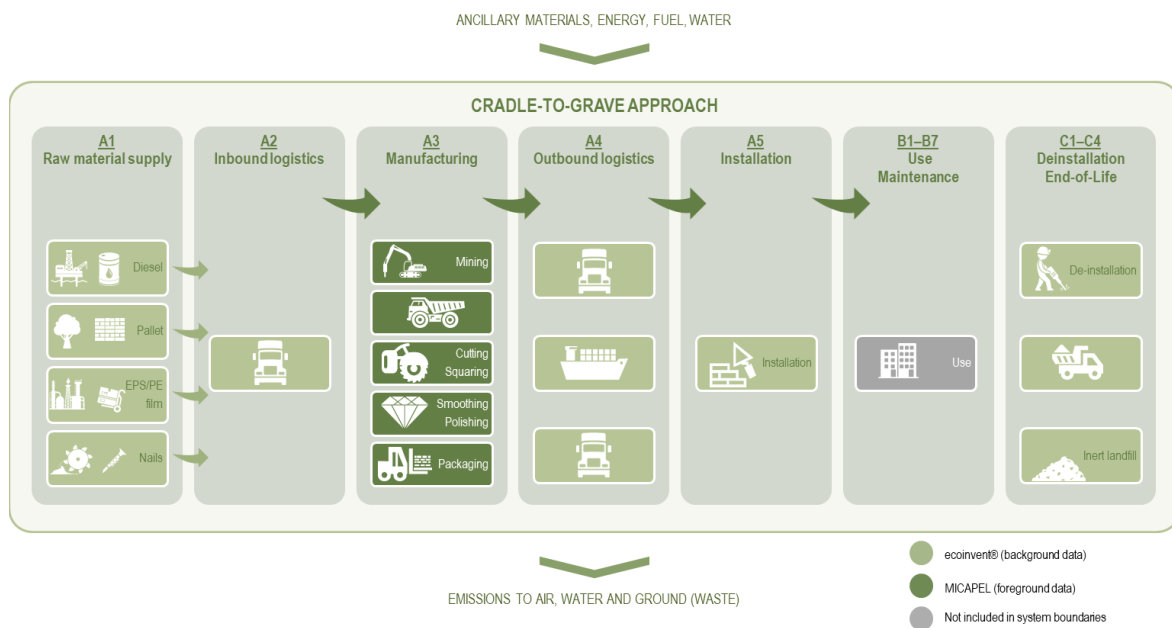 ANCILLARY MATERIALS, ENERGY, FUEL, WATER
CRADLE-TO-GRAVE APPROACH
A1
Raw material supply
A2
Inbound logistics
A3
Manufacturing
A4
Outbound logistics
A5
Installation
B1–B7
Use
Maintenance
C1–C4
Deinstallation
End-of-Life
Diesel
Pallet
EPS/PE
film
Nails
Mining
Cutting
Squaring
Smoothing
Polishing
Packaging
Installation
Use
De-installation
Inert landfill
ecoinvent® (background data)
MICAPEL (foreground data)
Not included in system boundaries
EMISSIONS TO AIR, WATER AND GROUND (WASTE)